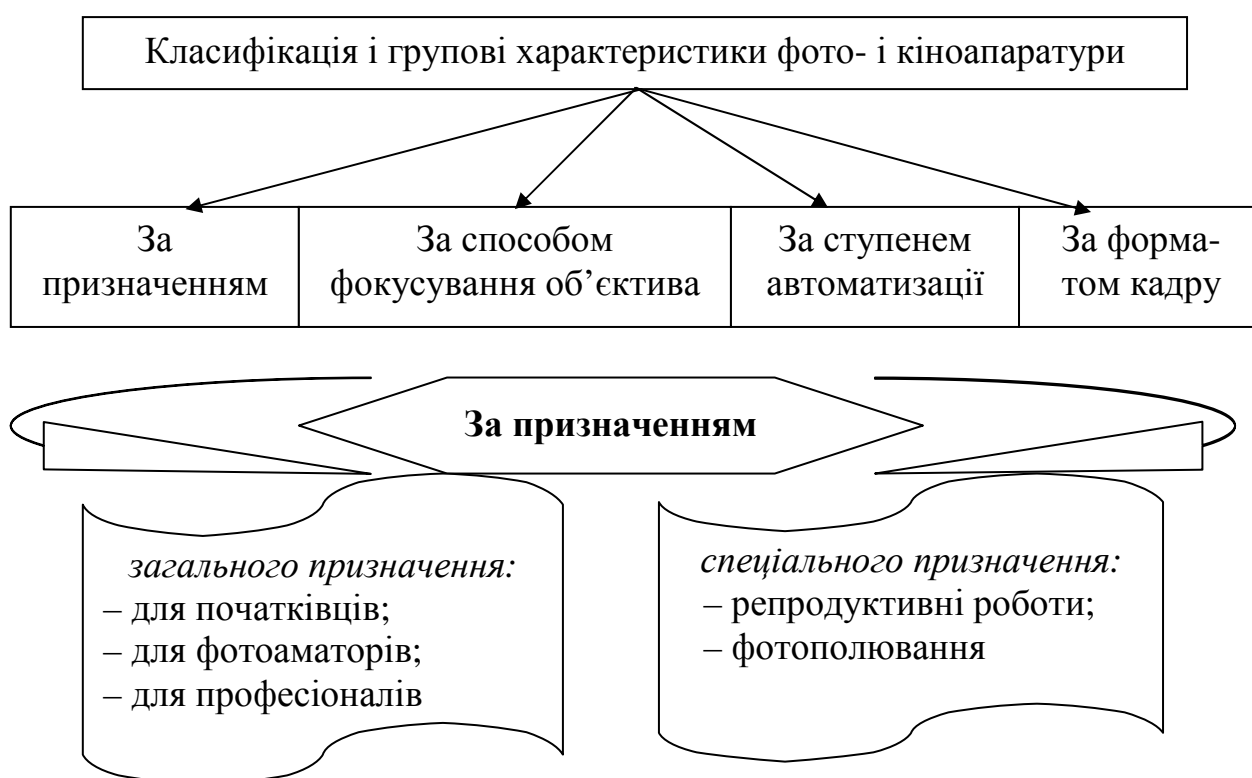 Класифікація і групові характеристики фото- і кіноапаратури
За
призначенням
За способом
фокусування об’єктива
За ступенем
автоматизації
За форма-
том кадру
За призначенням
загального призначення:
– для початківців;
– для фотоаматорів;
– для професіоналів
спеціального призначення:
– репродуктивні роботи;
– фотополювання